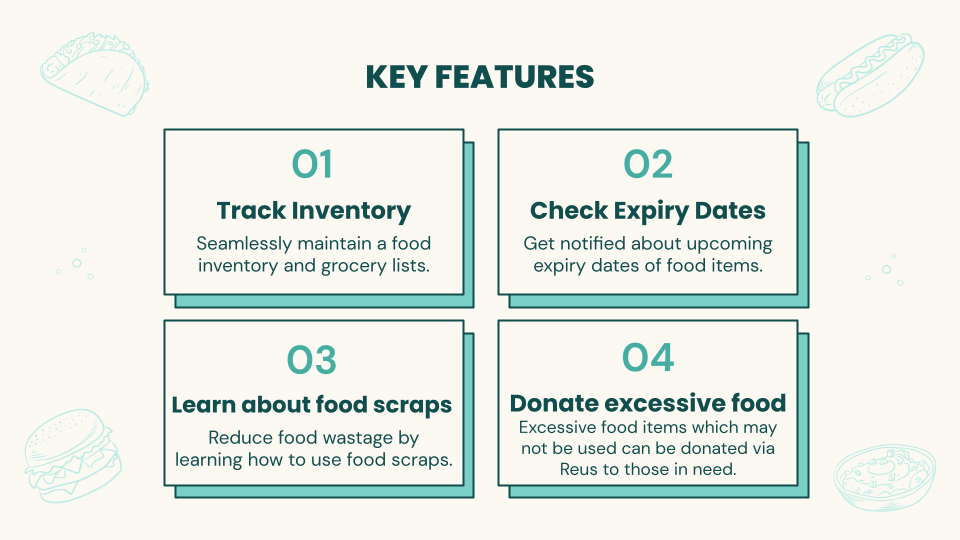 KEY FEATURES
01
Track Inventory
Seamlessly maintain a food
inventory and grocery lists.
02
Check Expiry Dates
Get notified about upcoming
expiry dates of food items.
03
Learn about food scraps
Reduce food wastage by
learning how to use food scraps.
04
Donate excessive food
Excessive food items which may
not be used can be donated via
Reus to those in need.